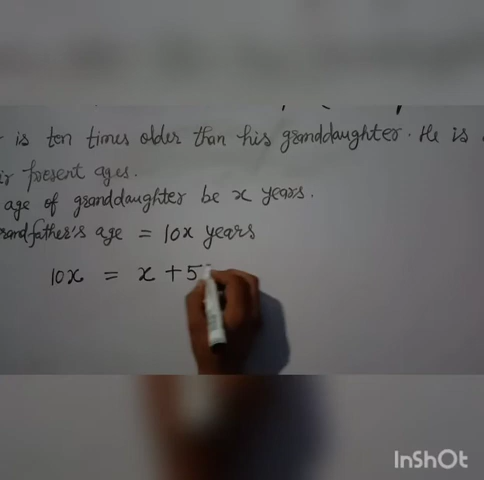 is ten times older than his granddaughter. He is
present ages.
age of granddaughter be x years.
randfather's age = 10x years
10x = x + 5
InShOt